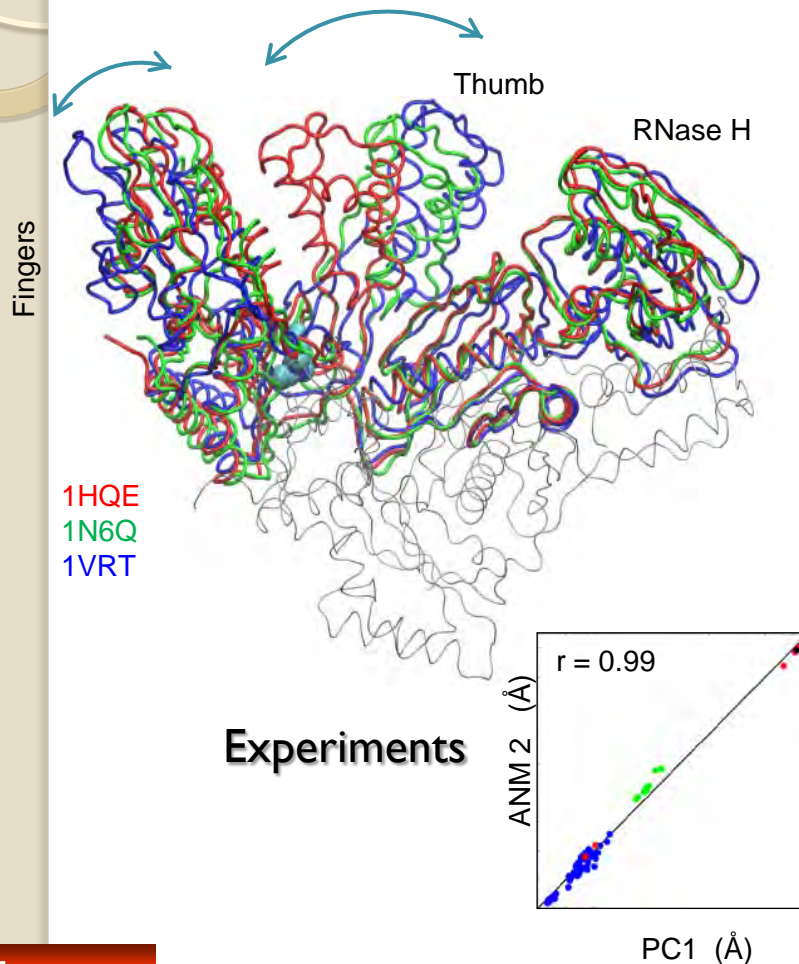 Thumb
RNase H
Fingers
1HQE
1N6Q
1VRT
r = 0.99
ANM 2 (Å)
Experiments
PC1 (Å)